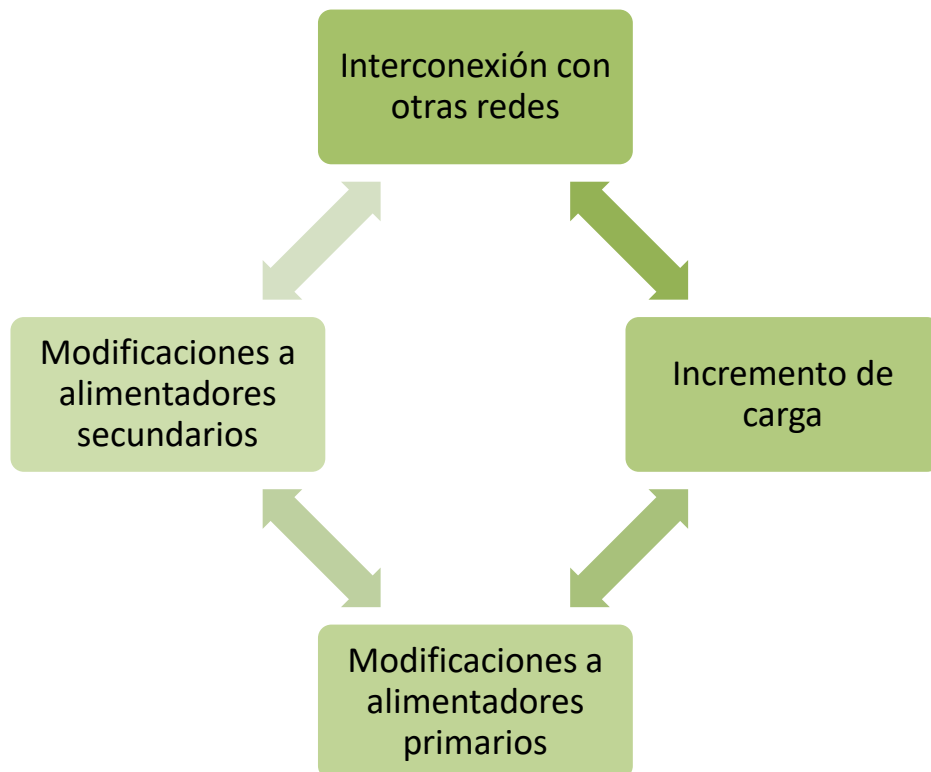 Interconexión con
otras redes
Modificaciones a
alimentadores
secundarios
Incremento de
carga
Modificaciones a
alimentadores
primarios